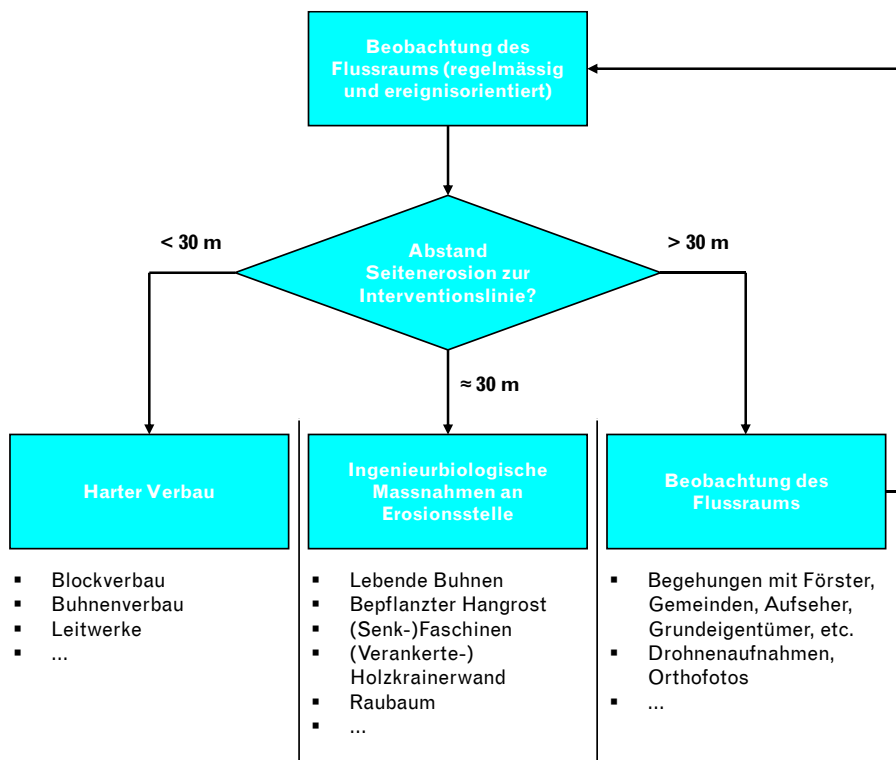 Beobachtung des
Flussraums (regelmässig
und ereignisorientiert)
< 30 m
Abstand
Seitenerosion zur
Interventionslinie?
> 30 m
≈ 30 m
Harter Verbau
▪ Blockverbau
▪ Buhnenverbau
▪ Leitwerke
▪ ...
Ingenieurbiologische
Massnahmen an
Erosionsstelle
▪ Lebende Buhnen
▪ Bepflanzter Hangrost
▪ (Senk-)Faschinen
▪ (Verankerte-)
Holzkrainerwand
▪ Raubaum
▪ ...
Beobachtung des
Flussraums
▪ Begehungen mit Förster,
Gemeinden, Aufseher,
Grundeigentümer, etc.
▪ Drohnenaufnahmen,
Orthofotos
▪ ...